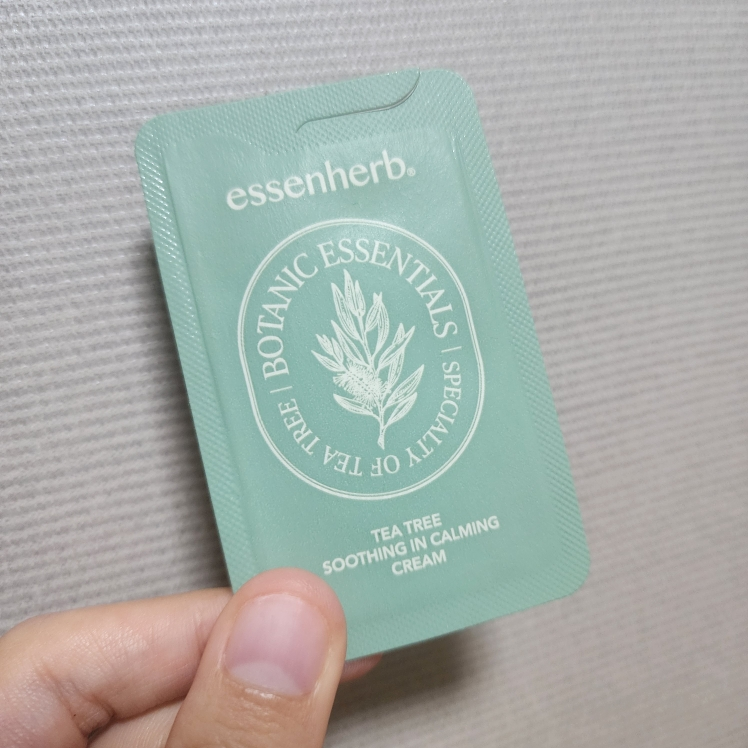 essenherb®
BOTANIC ESSENTIALS | SPECIALTY OF TEA TREE |
TEA TREE
SOOTHING IN CALMING
CREAM